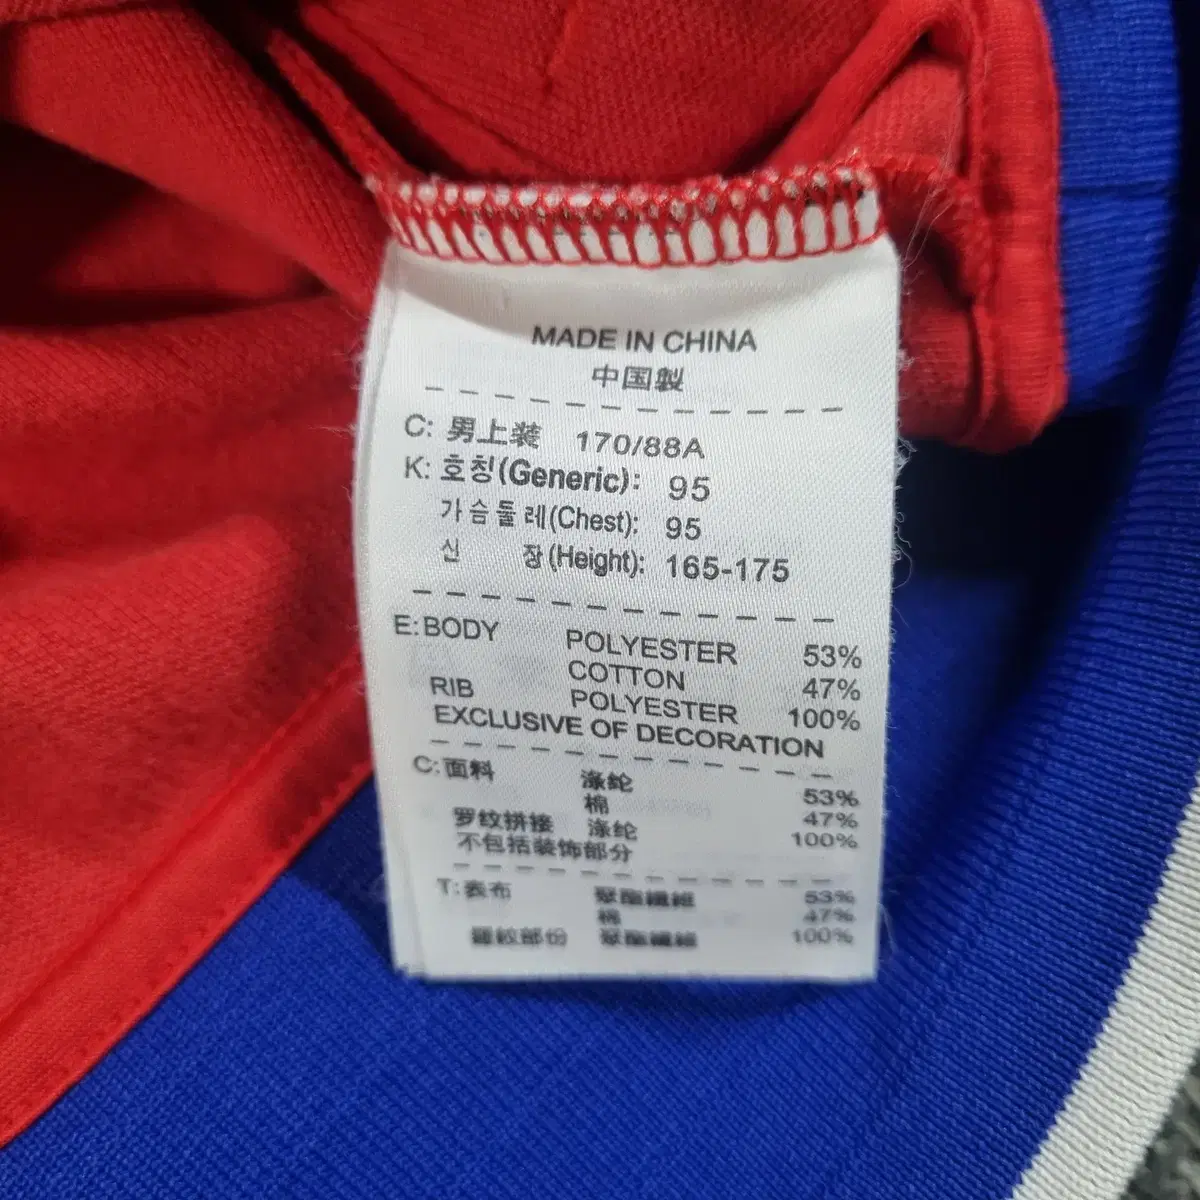 MADE IN CHINA
中国製
C: 男上装 170/88A
K: 호칭(Generic): 95
가슴둘레(Chest): 95
신 장(Height): 165-175
E: BODY POLYESTER 53%
COTTON 47%
RIB POLYESTER 100%
EXCLUSIVE OF DECORATION
C: 面料 涤纶 53%
棉 47%
罗纹拼接 涤纶 100%
不包括装饰部分
T: 表布 聚酯纖維 53%
棉 47%
羅紋部份 聚酯纖維 100%